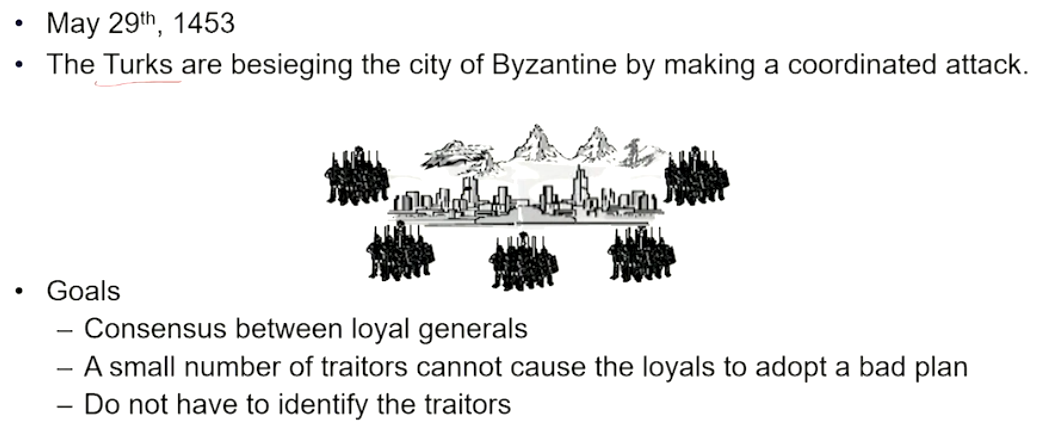 • May 29th, 1453
• The Turks are besieging the city of Byzantine by making a coordinated attack.
• Goals
– Consensus between loyal generals
– A small number of traitors cannot cause the loyals to adopt a bad plan
– Do not have to identify the traitors